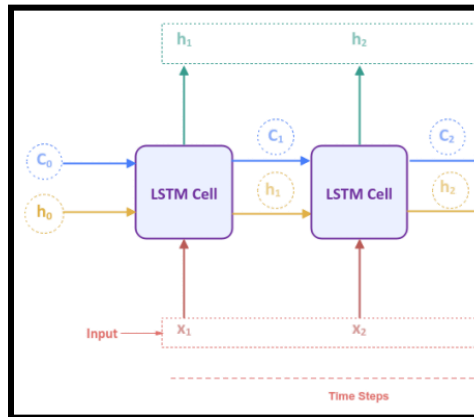 h₁ h₂
C₀ C₁ C₂
LSTM Cell LSTM Cell
h₀ h₁ h₂
Input x₁ x₂
Time Steps